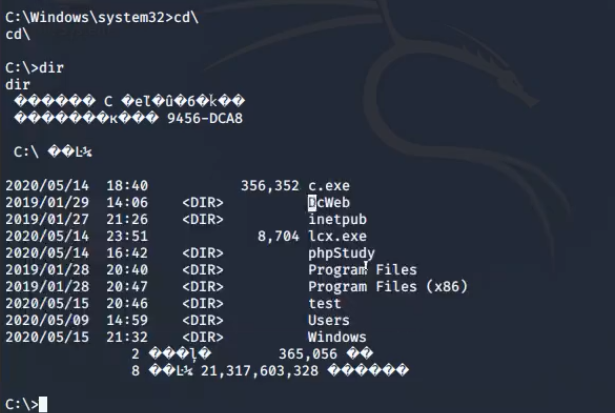 C:\Windows\system32>cd\
cd\
C:\>dir
dir
������ C �eľ�û�б�ǩ��
�������к��� 9456-DCA8
C:\ ��Ŀ¼
2020/05/14 18:40 356,352 c.exe
2019/01/29 14:06 <DIR> DcWeb
2019/01/27 21:26 <DIR> inetpub
2020/05/14 23:51 8,704 lcx.exe
2020/05/14 16:42 <DIR> phpStudy
2019/01/28 20:40 <DIR> Program Files
2019/01/28 20:47 <DIR> Program Files (x86)
2020/05/15 20:46 <DIR> test
2020/05/09 14:59 <DIR> Users
2020/05/15 21:32 <DIR> Windows
2 ���ļ� 365,056 ��
8 ��Ŀ¼ 21,317,603,328 ������
C:\>